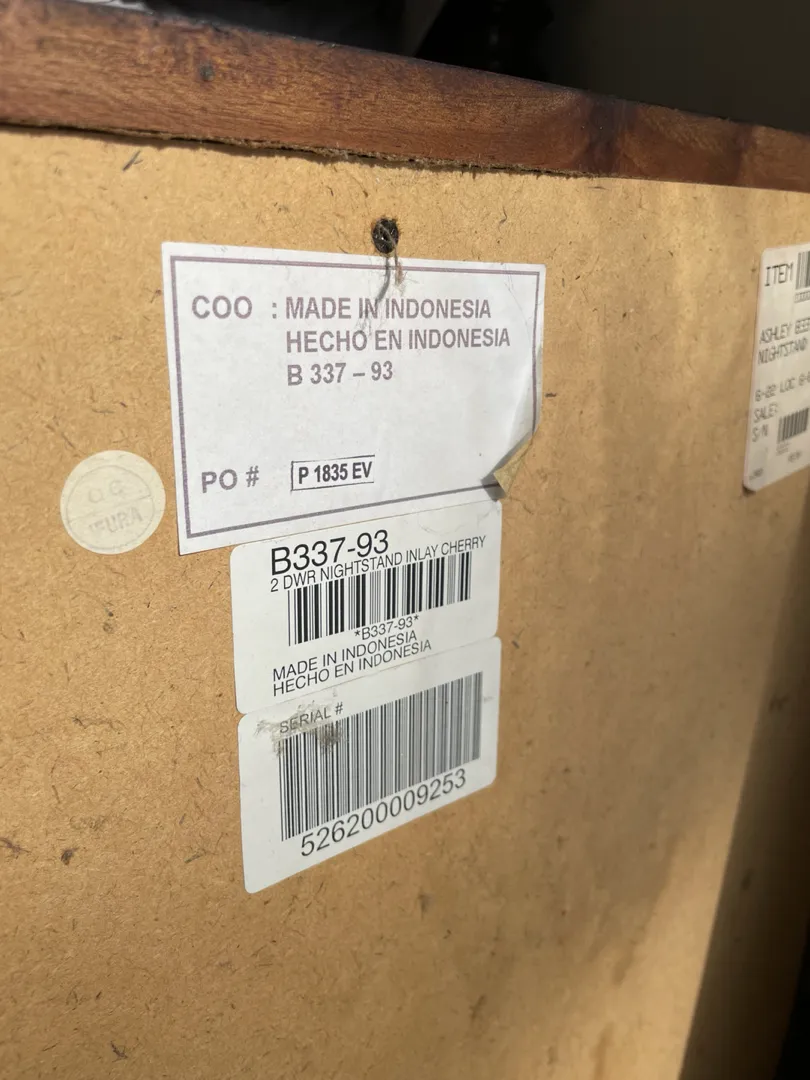 COO : MADE IN INDONESIA
HECHO EN INDONESIA
B 337 – 93
PO # P 1835 EV
B337-93
2 DWR NIGHTSTAND INLAY CHERRY
*B337-93*
MADE IN INDONESIA
HECHO EN INDONESIA
SERIAL #
526200009253
ITEM
ASHLEY
NIGHTSTAND
LOC
SALE:
S/N